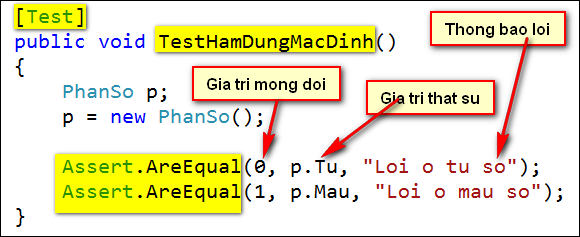 [Test]
Thong bao loi
public void TestHamDungMacDinh()
{
Gia tri mong doi
PhanSo p;
Gia tri that su
p = new PhanSo();
Assert.AreEqual(0, p.Tu, "Loi o tu so");
Assert.AreEqual(1, p.Mau, "Loi o mau so");
}